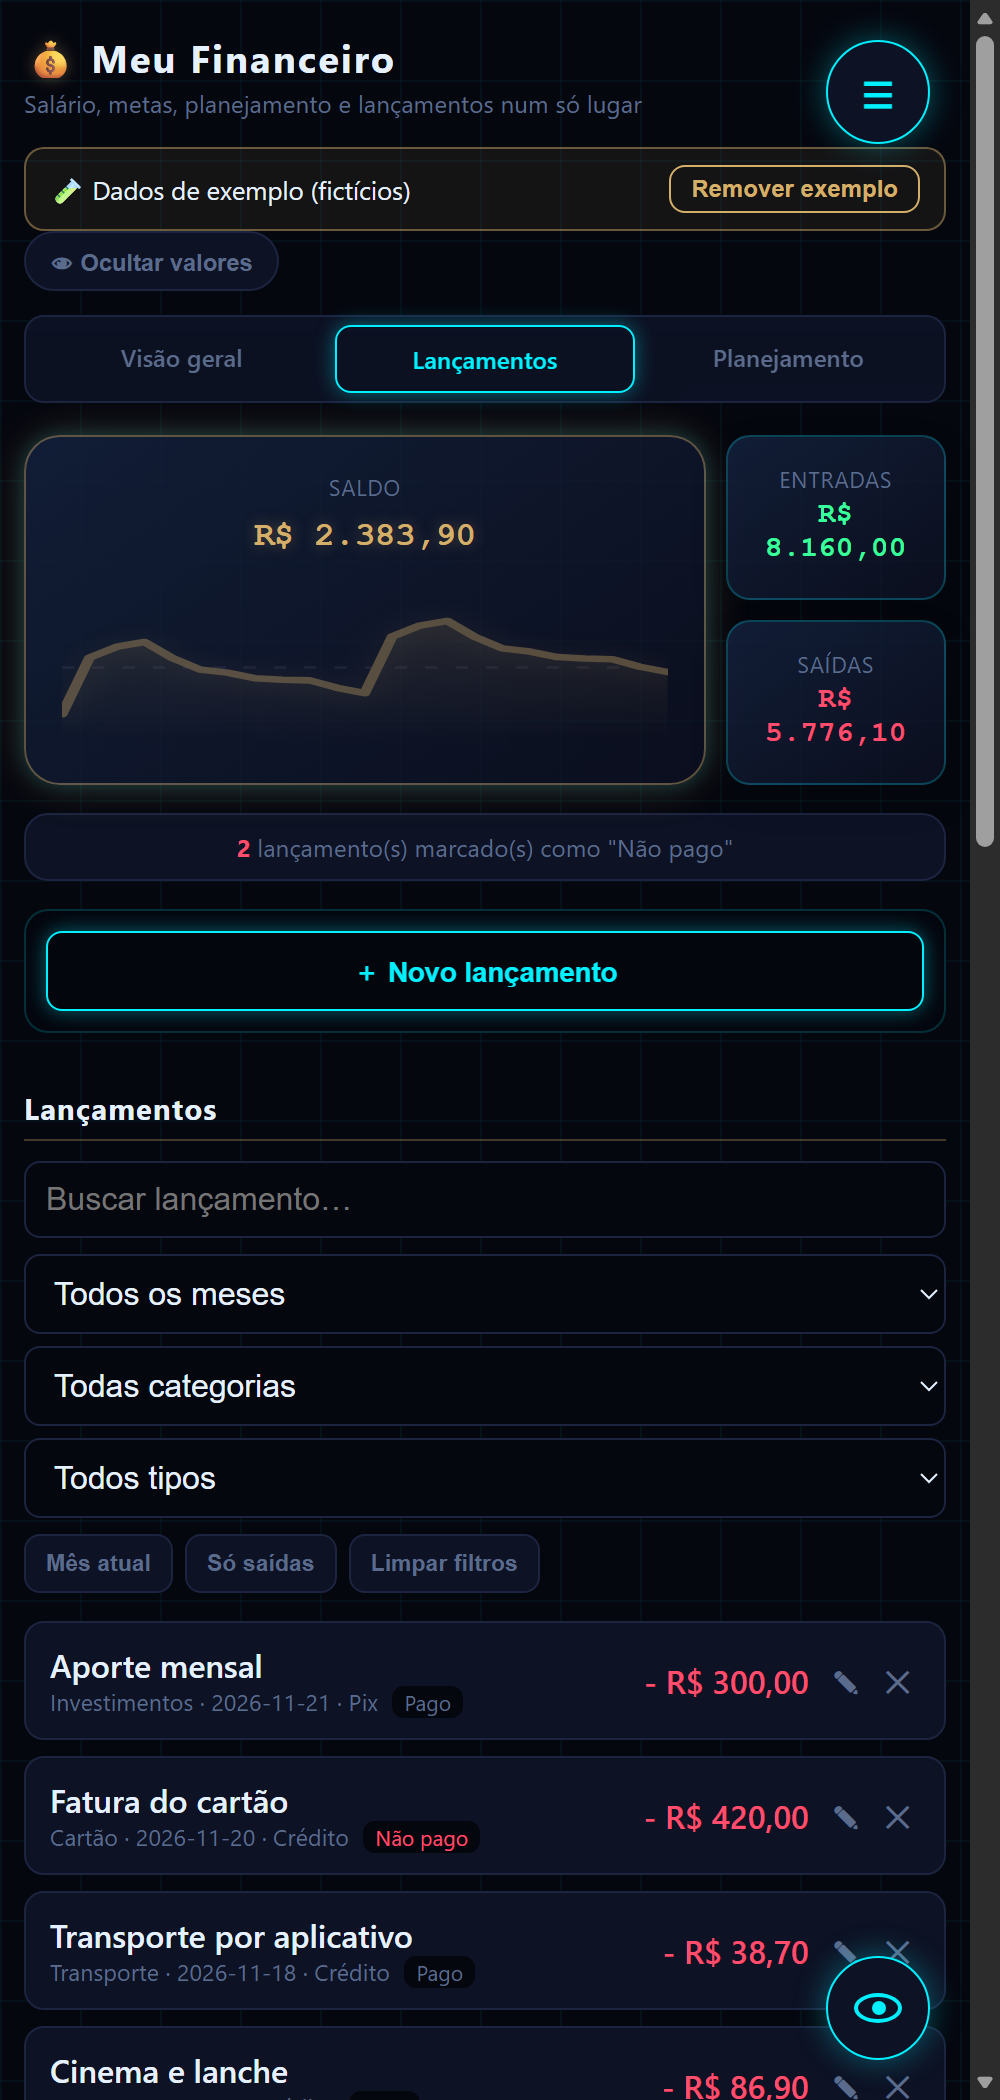 Meu Financeiro
Salário, metas, planejamento e lançamentos num só lugar
Dados de exemplo (fictícios)
Remover exemplo
Ocultar valores
Visão geral
Lançamentos
Planejamento
SALDO
R$ 2.383,90
ENTRADAS
R$
8.160,00
SAÍDAS
R$
5.776,10
2 lançamento(s) marcado(s) como "Não pago"
+ Novo lançamento
Lançamentos
Buscar lançamento…
Todos os meses
Todas categorias
Todos tipos
Mês atual
Só saídas
Limpar filtros
Aporte mensal
Investimentos · 2026-11-21 · Pix Pago
- R$ 300,00
Fatura do cartão
Cartão · 2026-11-20 · Crédito Não pago
- R$ 420,00
Transporte por aplicativo
Transporte · 2026-11-18 · Crédito Pago
- R$ 38,70
Cinema e lanche
- R$ 86,90